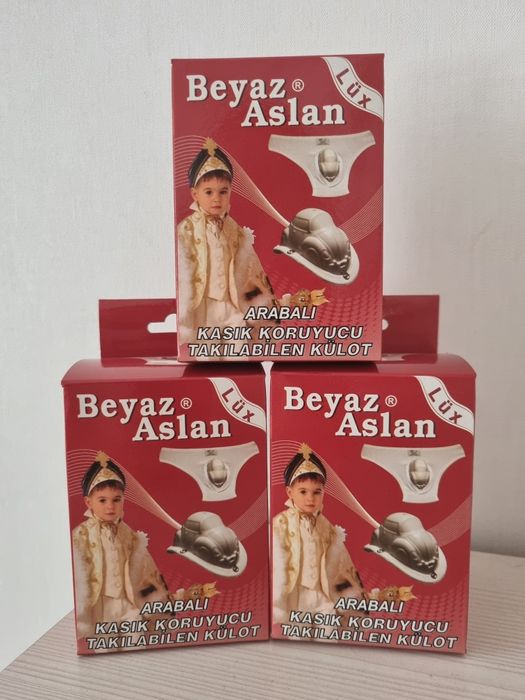 Beyaz®
Aslan
Lüx
ARABALI
KASIK KORUYUCU
TAKILABİLEN KÜLOT
Beyaz®
Aslan
Lüx
ARABALI
KASIK KORUYUCU
TAKILABİLEN KÜLOT
Beyaz®
Aslan
Lüx
ARABALI
KASIK KORUYUCU
TAKILABİLEN KÜLOT